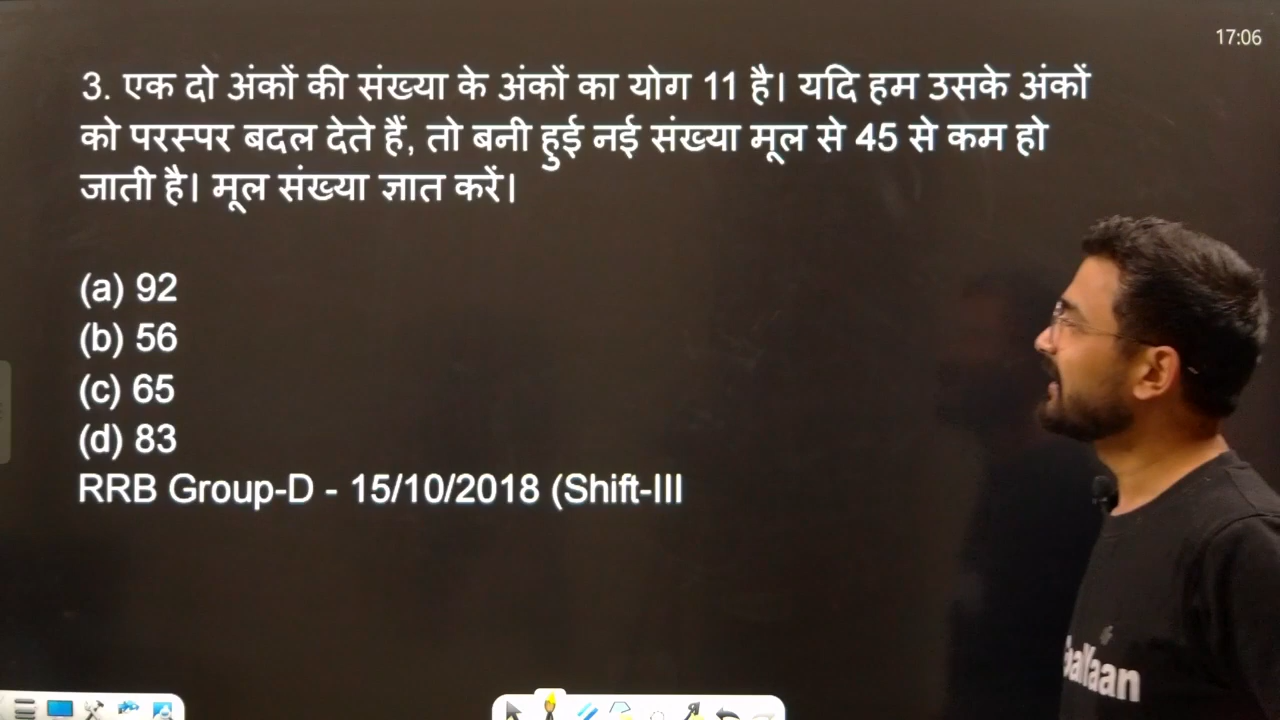 17:06
3. एक दो अंकों की संख्या के अंकों का योग 11 है। यदि हम उसके अंकों
को परस्पर बदल देते हैं, तो बनी हुई नई संख्या मूल से 45 से कम हो
जाती है। मूल संख्या ज्ञात करें।
(a) 92
(b) 56
(c) 65
(d) 83
RRB Group-D - 15/10/2018 (Shift-III